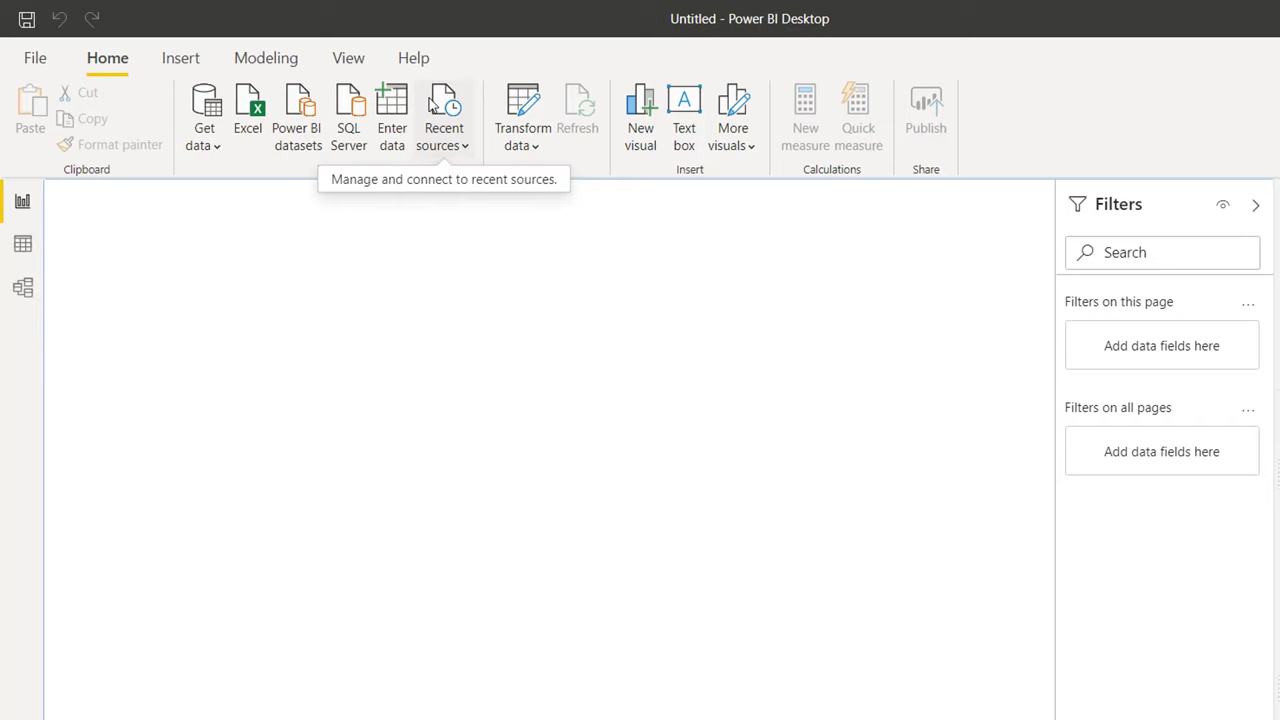 Untitled - Power BI Desktop
File Home Insert Modeling View Help
Paste
Cut
Copy
Format painter
Clipboard
Get data
Excel
Power BI datasets
SQL Server
Enter data
Recent sources
Transform data
Refresh
New visual
Text box
More visuals
Insert
New measure
Quick measure
Calculations
Publish
Share
Manage and connect to recent sources.
Filters
Search
Filters on this page
Add data fields here
Filters on all pages
Add data fields here